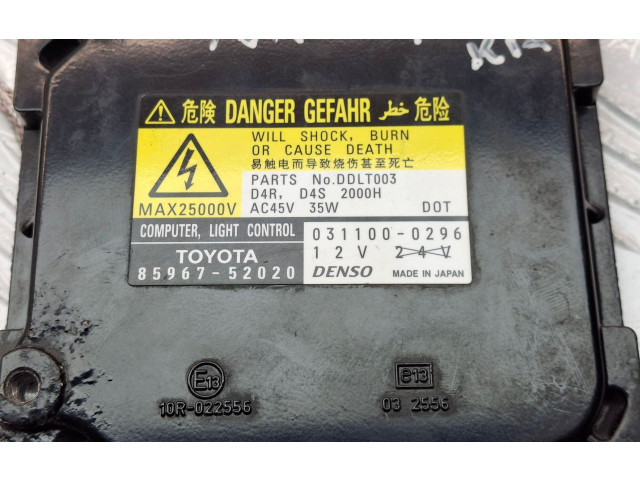 危険 DANGER GEFAHR خطر 危险
WILL SHOCK, BURN
OR CAUSE DEATH
易触电而导致烧伤甚至死亡
MAX25000V
PARTS No.DDLT003
D4R, D4S 2000H
AC45V 35W DOT
COMPUTER, LIGHT CONTROL
TOYOTA
85967-52020
031100-0296
12V 24V
DENSO MADE IN JAPAN
E13
10R-022556
e13
03 2556